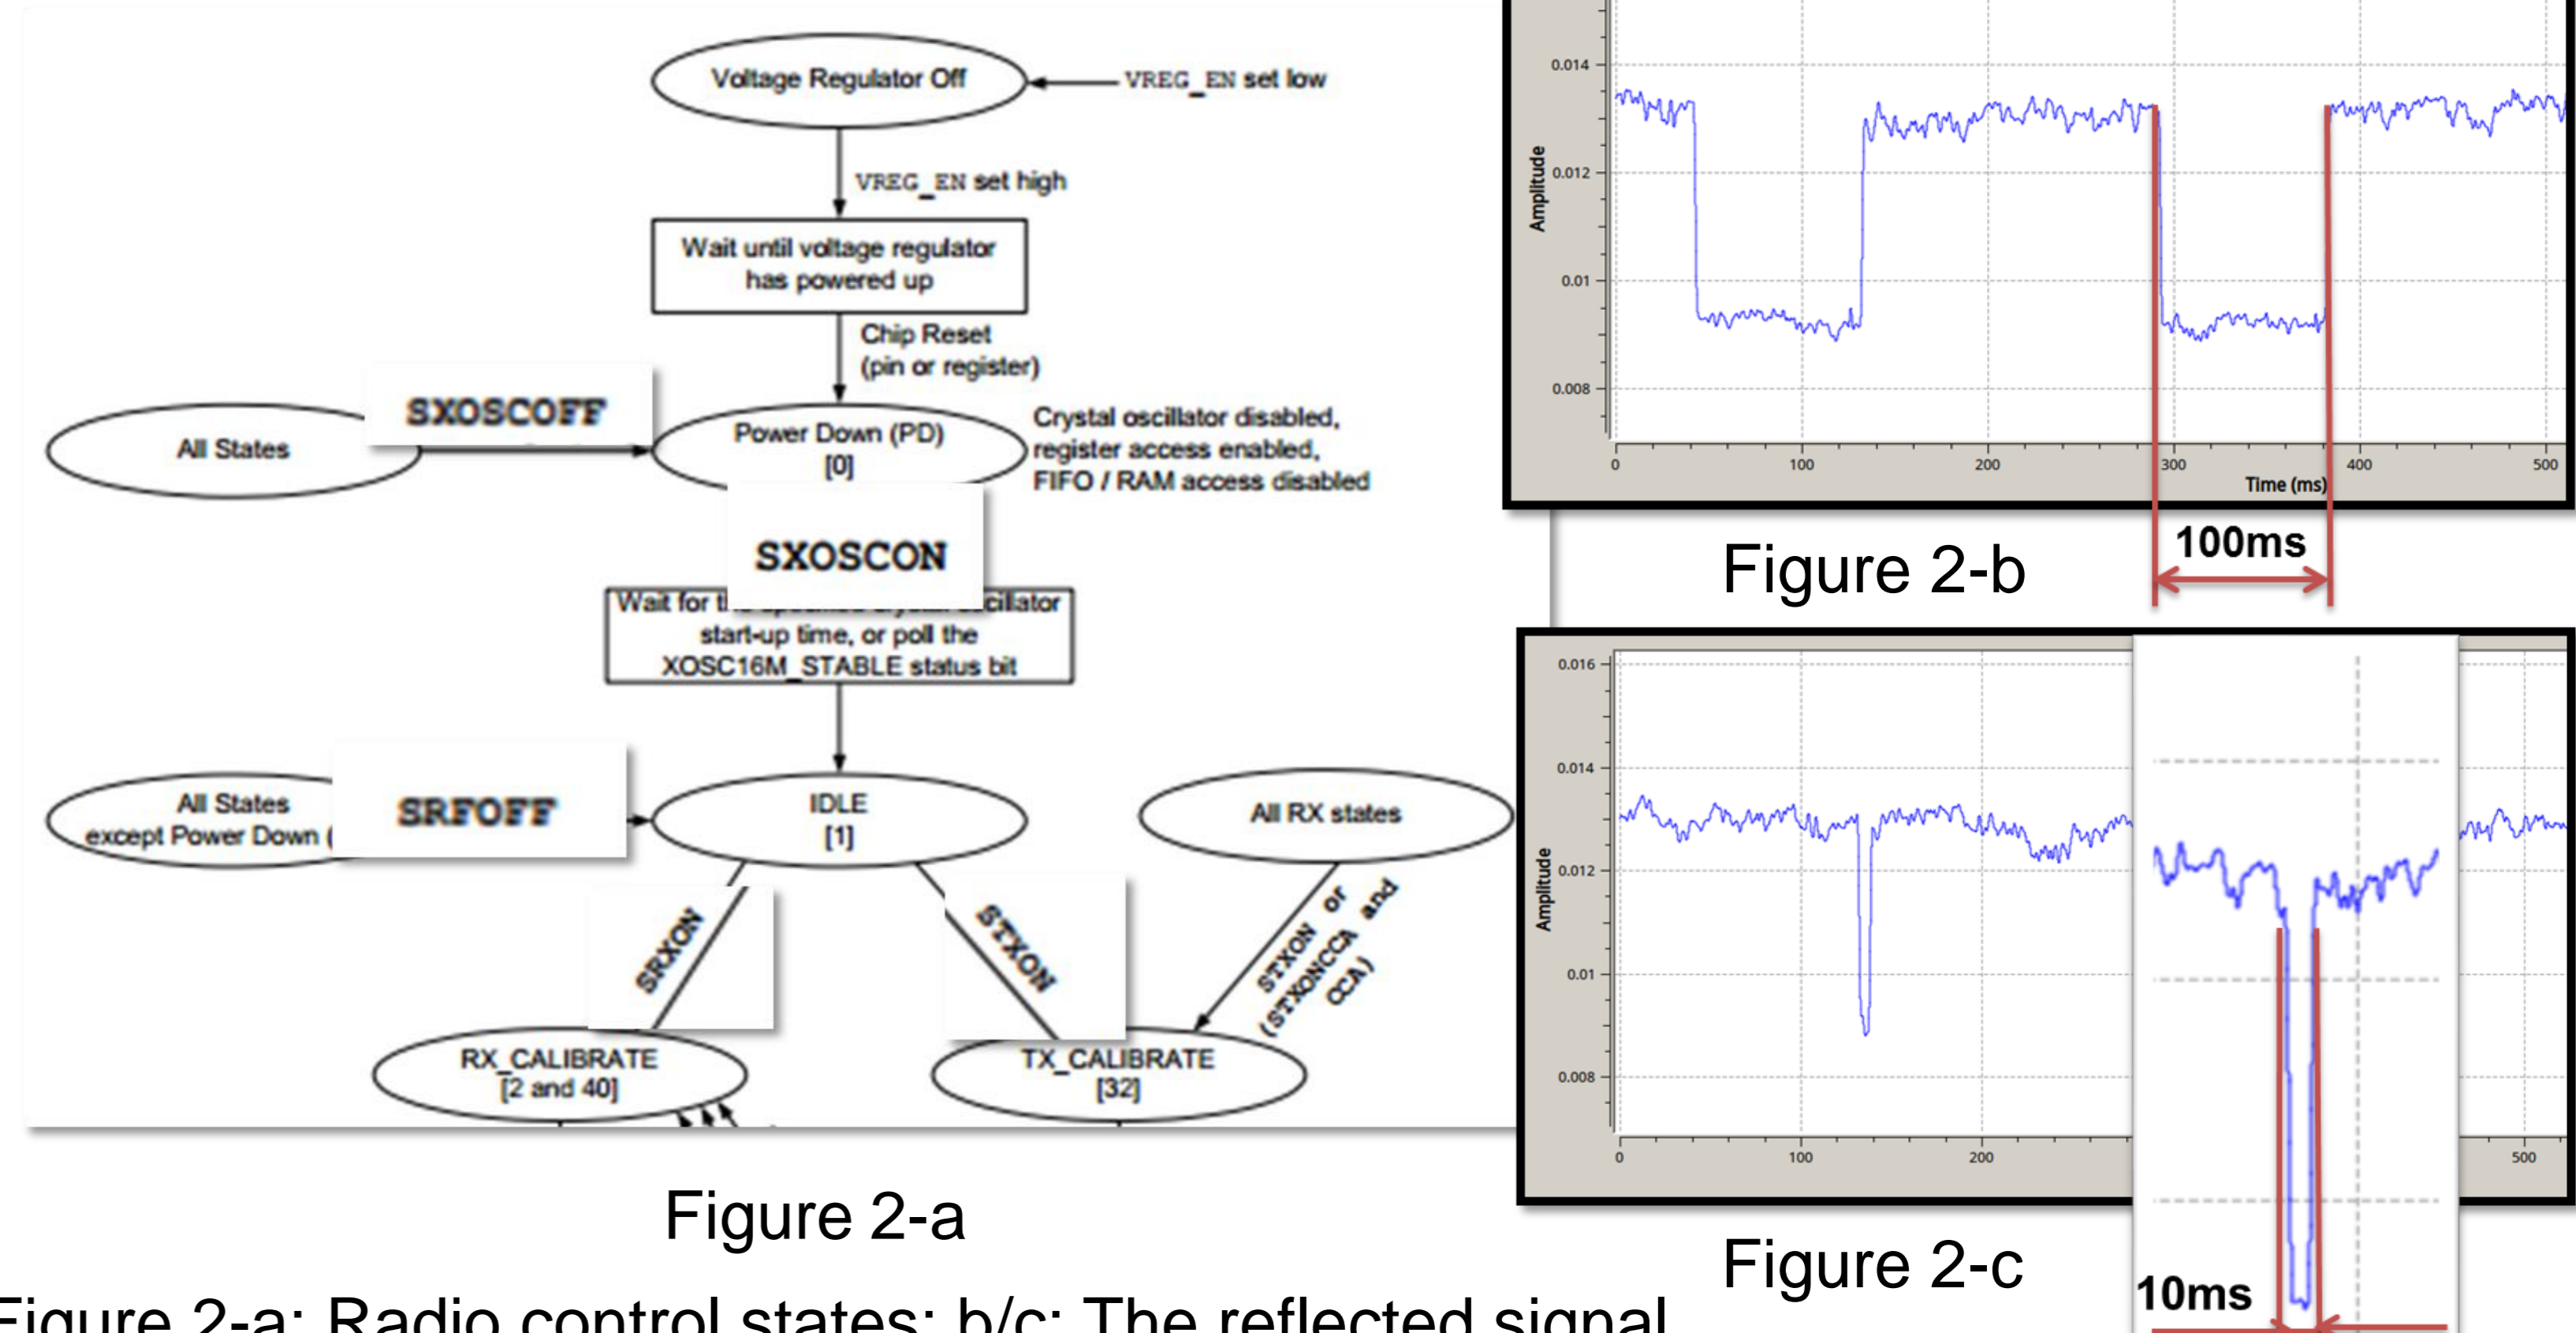 Voltage Regulator Off
VREG_EN set low
VREG_EN set high
Wait until voltage regulator
has powered up
Chip Reset
(pin or register)
All States
SXOSCOFF
Power Down (PD)
[0]
Crystal oscillator disabled,
register access enabled,
FIFO / RAM access disabled
SXOSCON
Wait for
cillator
start-up time, or poll the
XOSC16M_STABLE status bit
All States
except Power Down (
SRFOFF
IDLE
[1]
All RX states
SRXON
STXON
STXON or
(STXONCCA and
CCA)
RX_CALIBRATE
[2 and 40]
TX_CALIBRATE
[32]
Figure 2-a
0.014
0.012
0.01
0.008
Amplitude
0 100 200 300 400 500
Time (ms)
100ms
Figure 2-b
0.016
0.014
0.012
0.01
0.008
Amplitude
0 100 200 500
10ms
Figure 2-c
Figure 2-a: Radio control states; b/c: The reflected signal